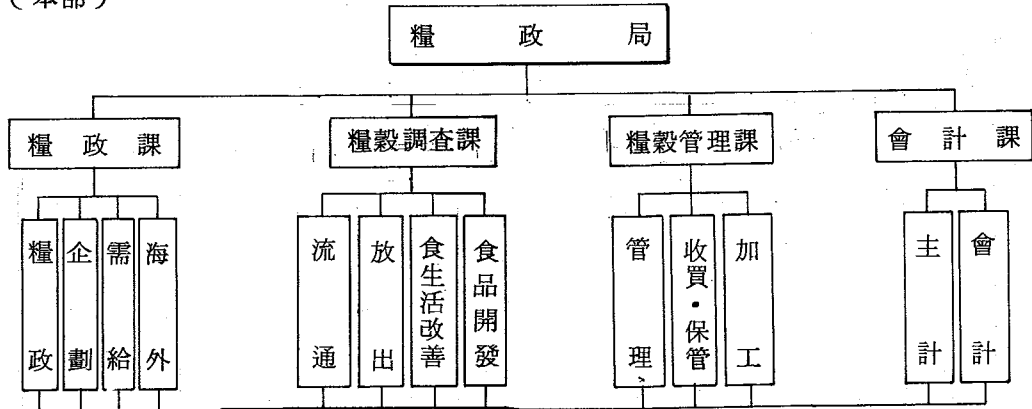 (本部)
糧政局
糧政課 糧穀調査課 糧穀管理課 會計課
糧政 企劃 需給 海外 流通 放出 食生活改善 食品開發 管理 收買·保管 加工 主計 會計